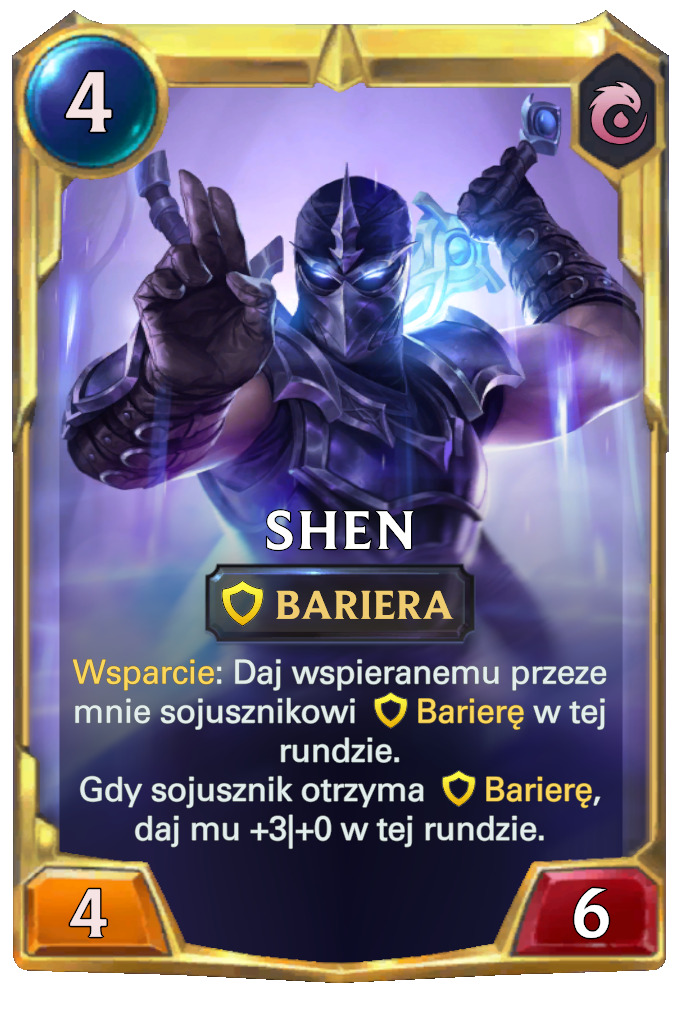 4
SHEN
BARIERA
Wsparcie: Daj wspieranemu przeze
mnie sojusznikowi Barierę w tej
rundzie.
Gdy sojusznik otrzyma Barierę,
daj mu +3|+0 w tej rundzie.
4
6